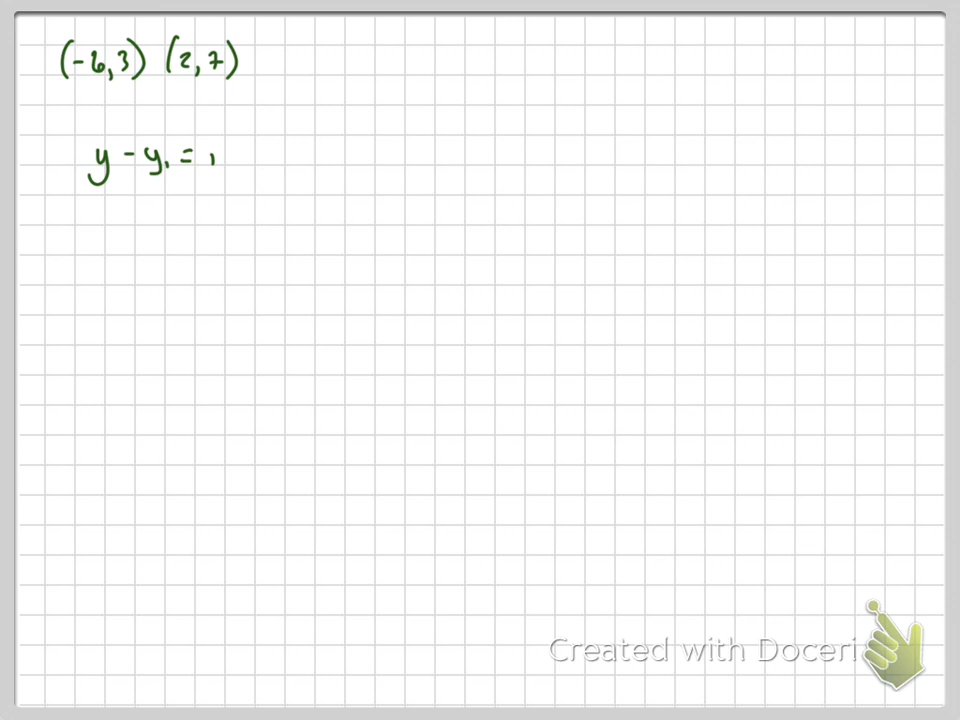 (-6,3) (2,7)
y - y₁ =
Created with Doceri